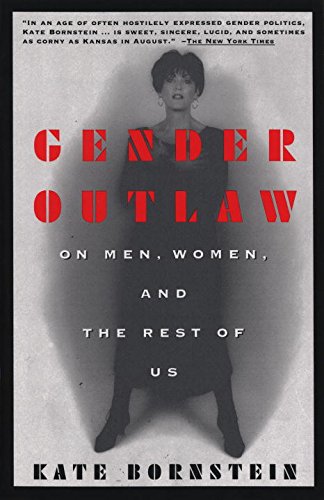 "IN AN AGE OF OFTEN HOSTILELY EXPRESSED GENDER POLITICS,
KATE BORNSTEIN ... IS SWEET, SINCERE, LUCID, AND SOMETIMES
AS CORNY AS KANSAS IN AUGUST." —THE NEW YORK TIMES
GENDER
OUTLAW
ON MEN, WOMEN,
AND
THE REST OF
US
KATE BORNSTEIN